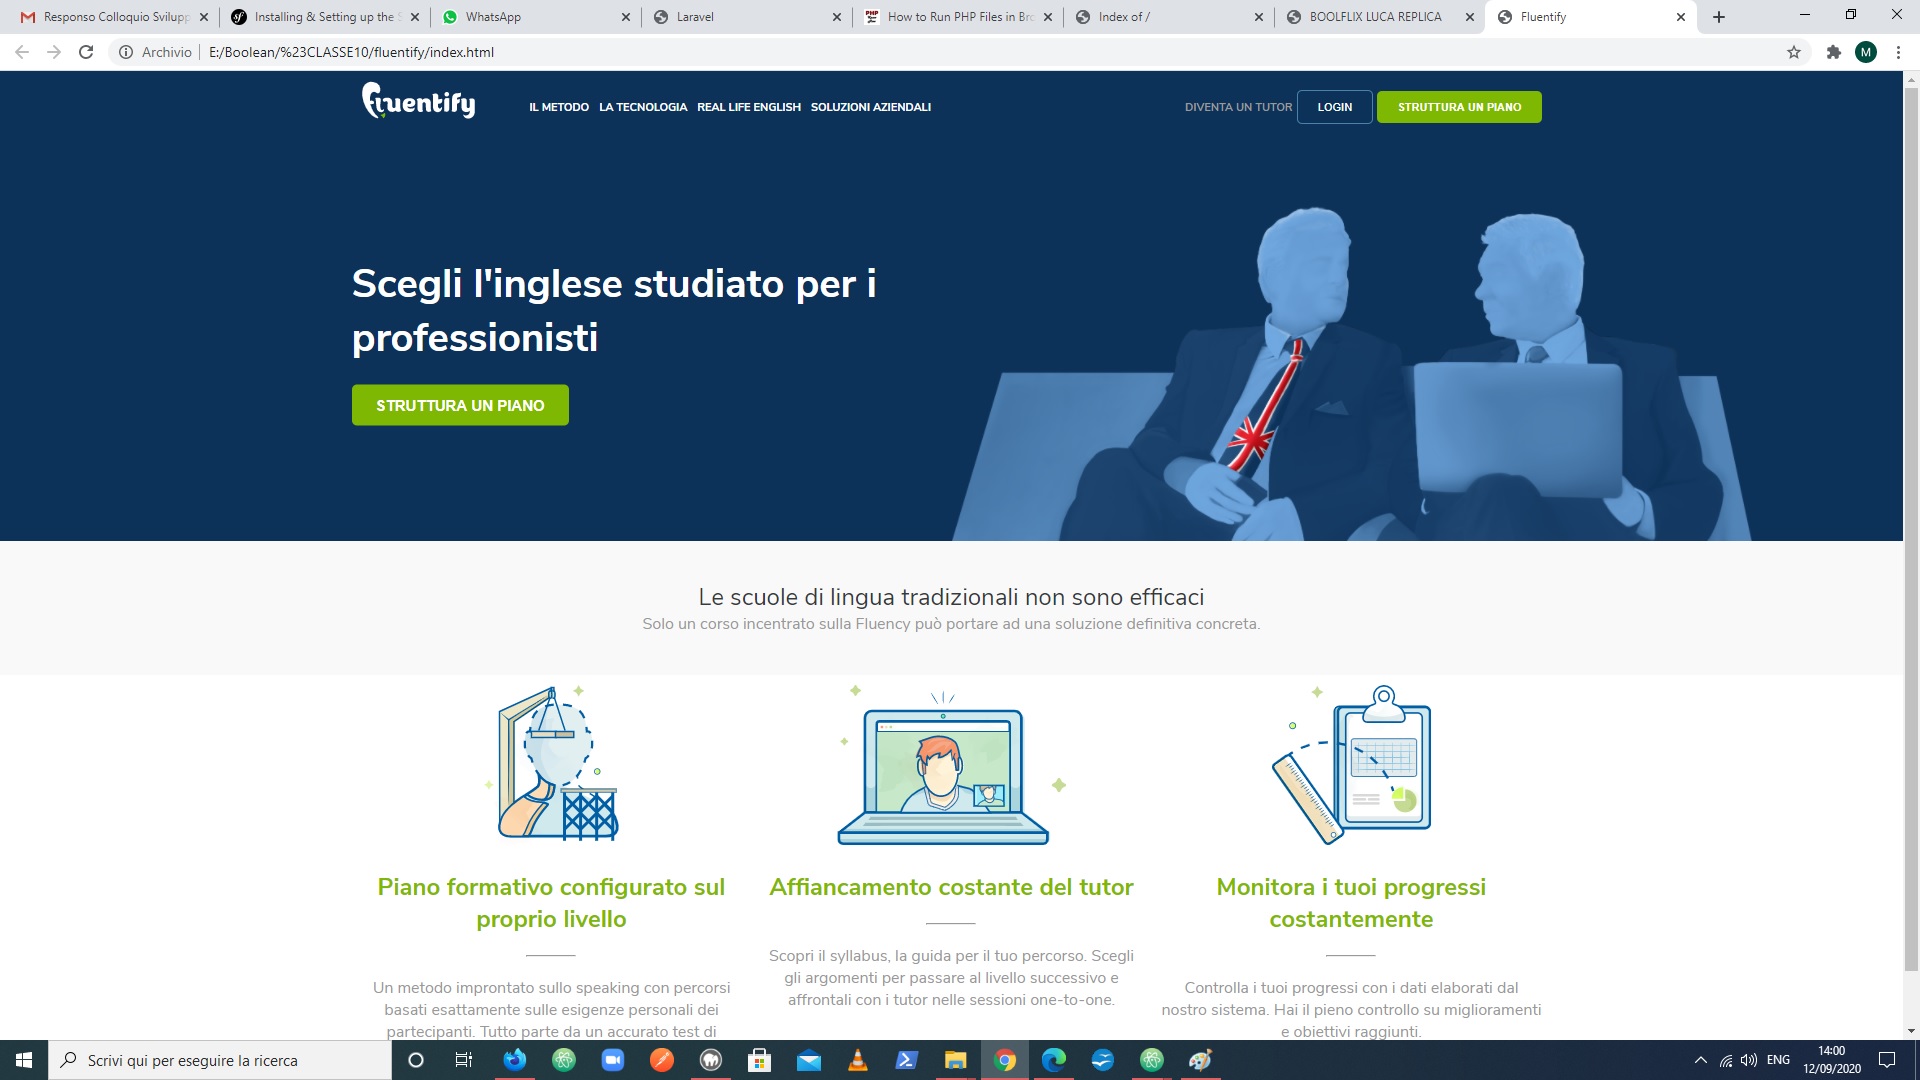 Responso Colloquio Svilupp
Installing & Setting up the S
WhatsApp
Laravel
How to Run PHP Files in Bro
Index of /
BOOLFLIX LUCA REPLICA
Fluentify
Archivio
E:/Boolean/%23CLASSE10/fluentify/index.html
M
fluentify
IL METODO LA TECNOLOGIA REAL LIFE ENGLISH SOLUZIONI AZIENDALI
DIVENTA UN TUTOR LOGIN STRUTTURA UN PIANO
Scegli l'inglese studiato per i
professionisti
STRUTTURA UN PIANO
Le scuole di lingua tradizionali non sono efficaci
Solo un corso incentrato sulla Fluency può portare ad una soluzione definitiva concreta.
Piano formativo configurato sul
proprio livello
Un metodo improntato sullo speaking con percorsi
basati esattamente sulle esigenze personali dei
partecipanti. Tutto parte da un accurato test di
Affiancamento costante del tutor
Scopri il syllabus, la guida per il tuo percorso. Scegli
gli argomenti per passare al livello successivo e
affrontali con i tutor nelle sessioni one-to-one.
Monitora i tuoi progressi
costantemente
Controlla i tuoi progressi con i dati elaborati dal
nostro sistema. Hai il pieno controllo su miglioramenti
e obiettivi raggiunti.
Scrivi qui per eseguire la ricerca
ENG
14:00
12/09/2020